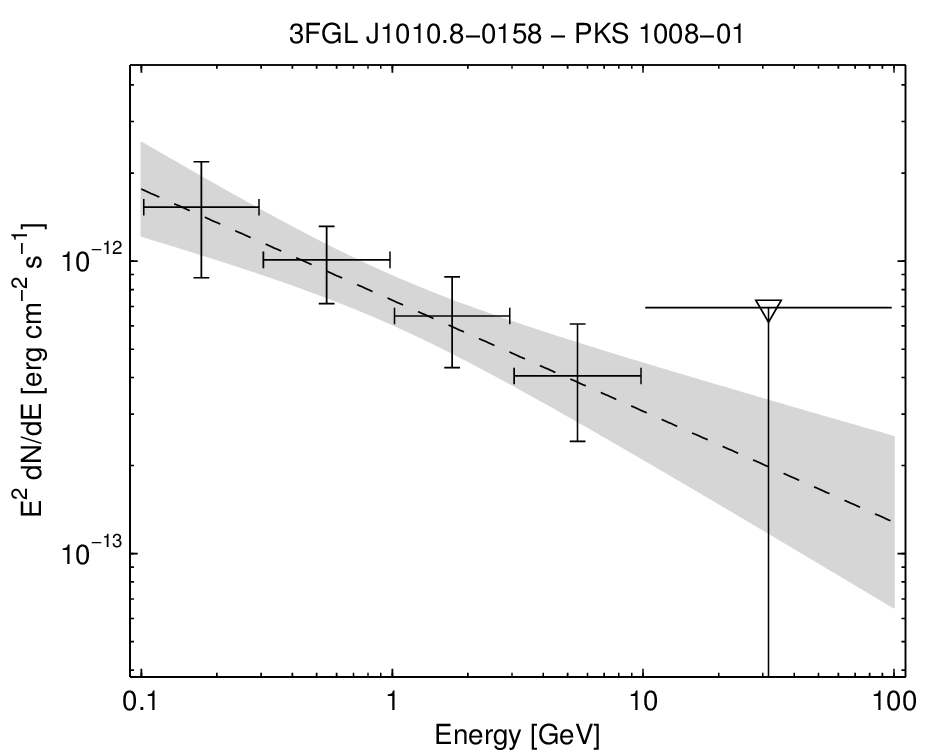 3FGL J1010.8−0158 − PKS 1008−01
E² dN/dE [erg cm⁻² s⁻¹]
10⁻¹²
10⁻¹³
0.1 1 10 100
Energy [GeV]